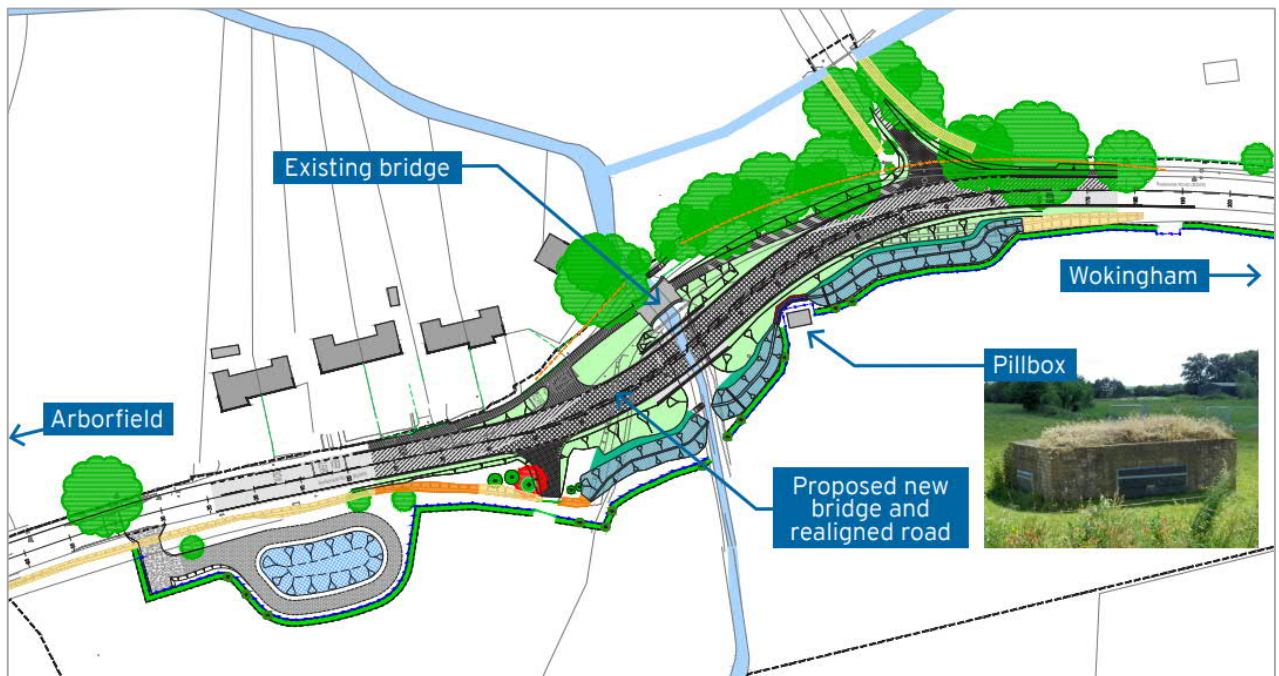 Existing bridge
Wokingham
Pillbox
Arborfield
Proposed new
bridge and
realigned road